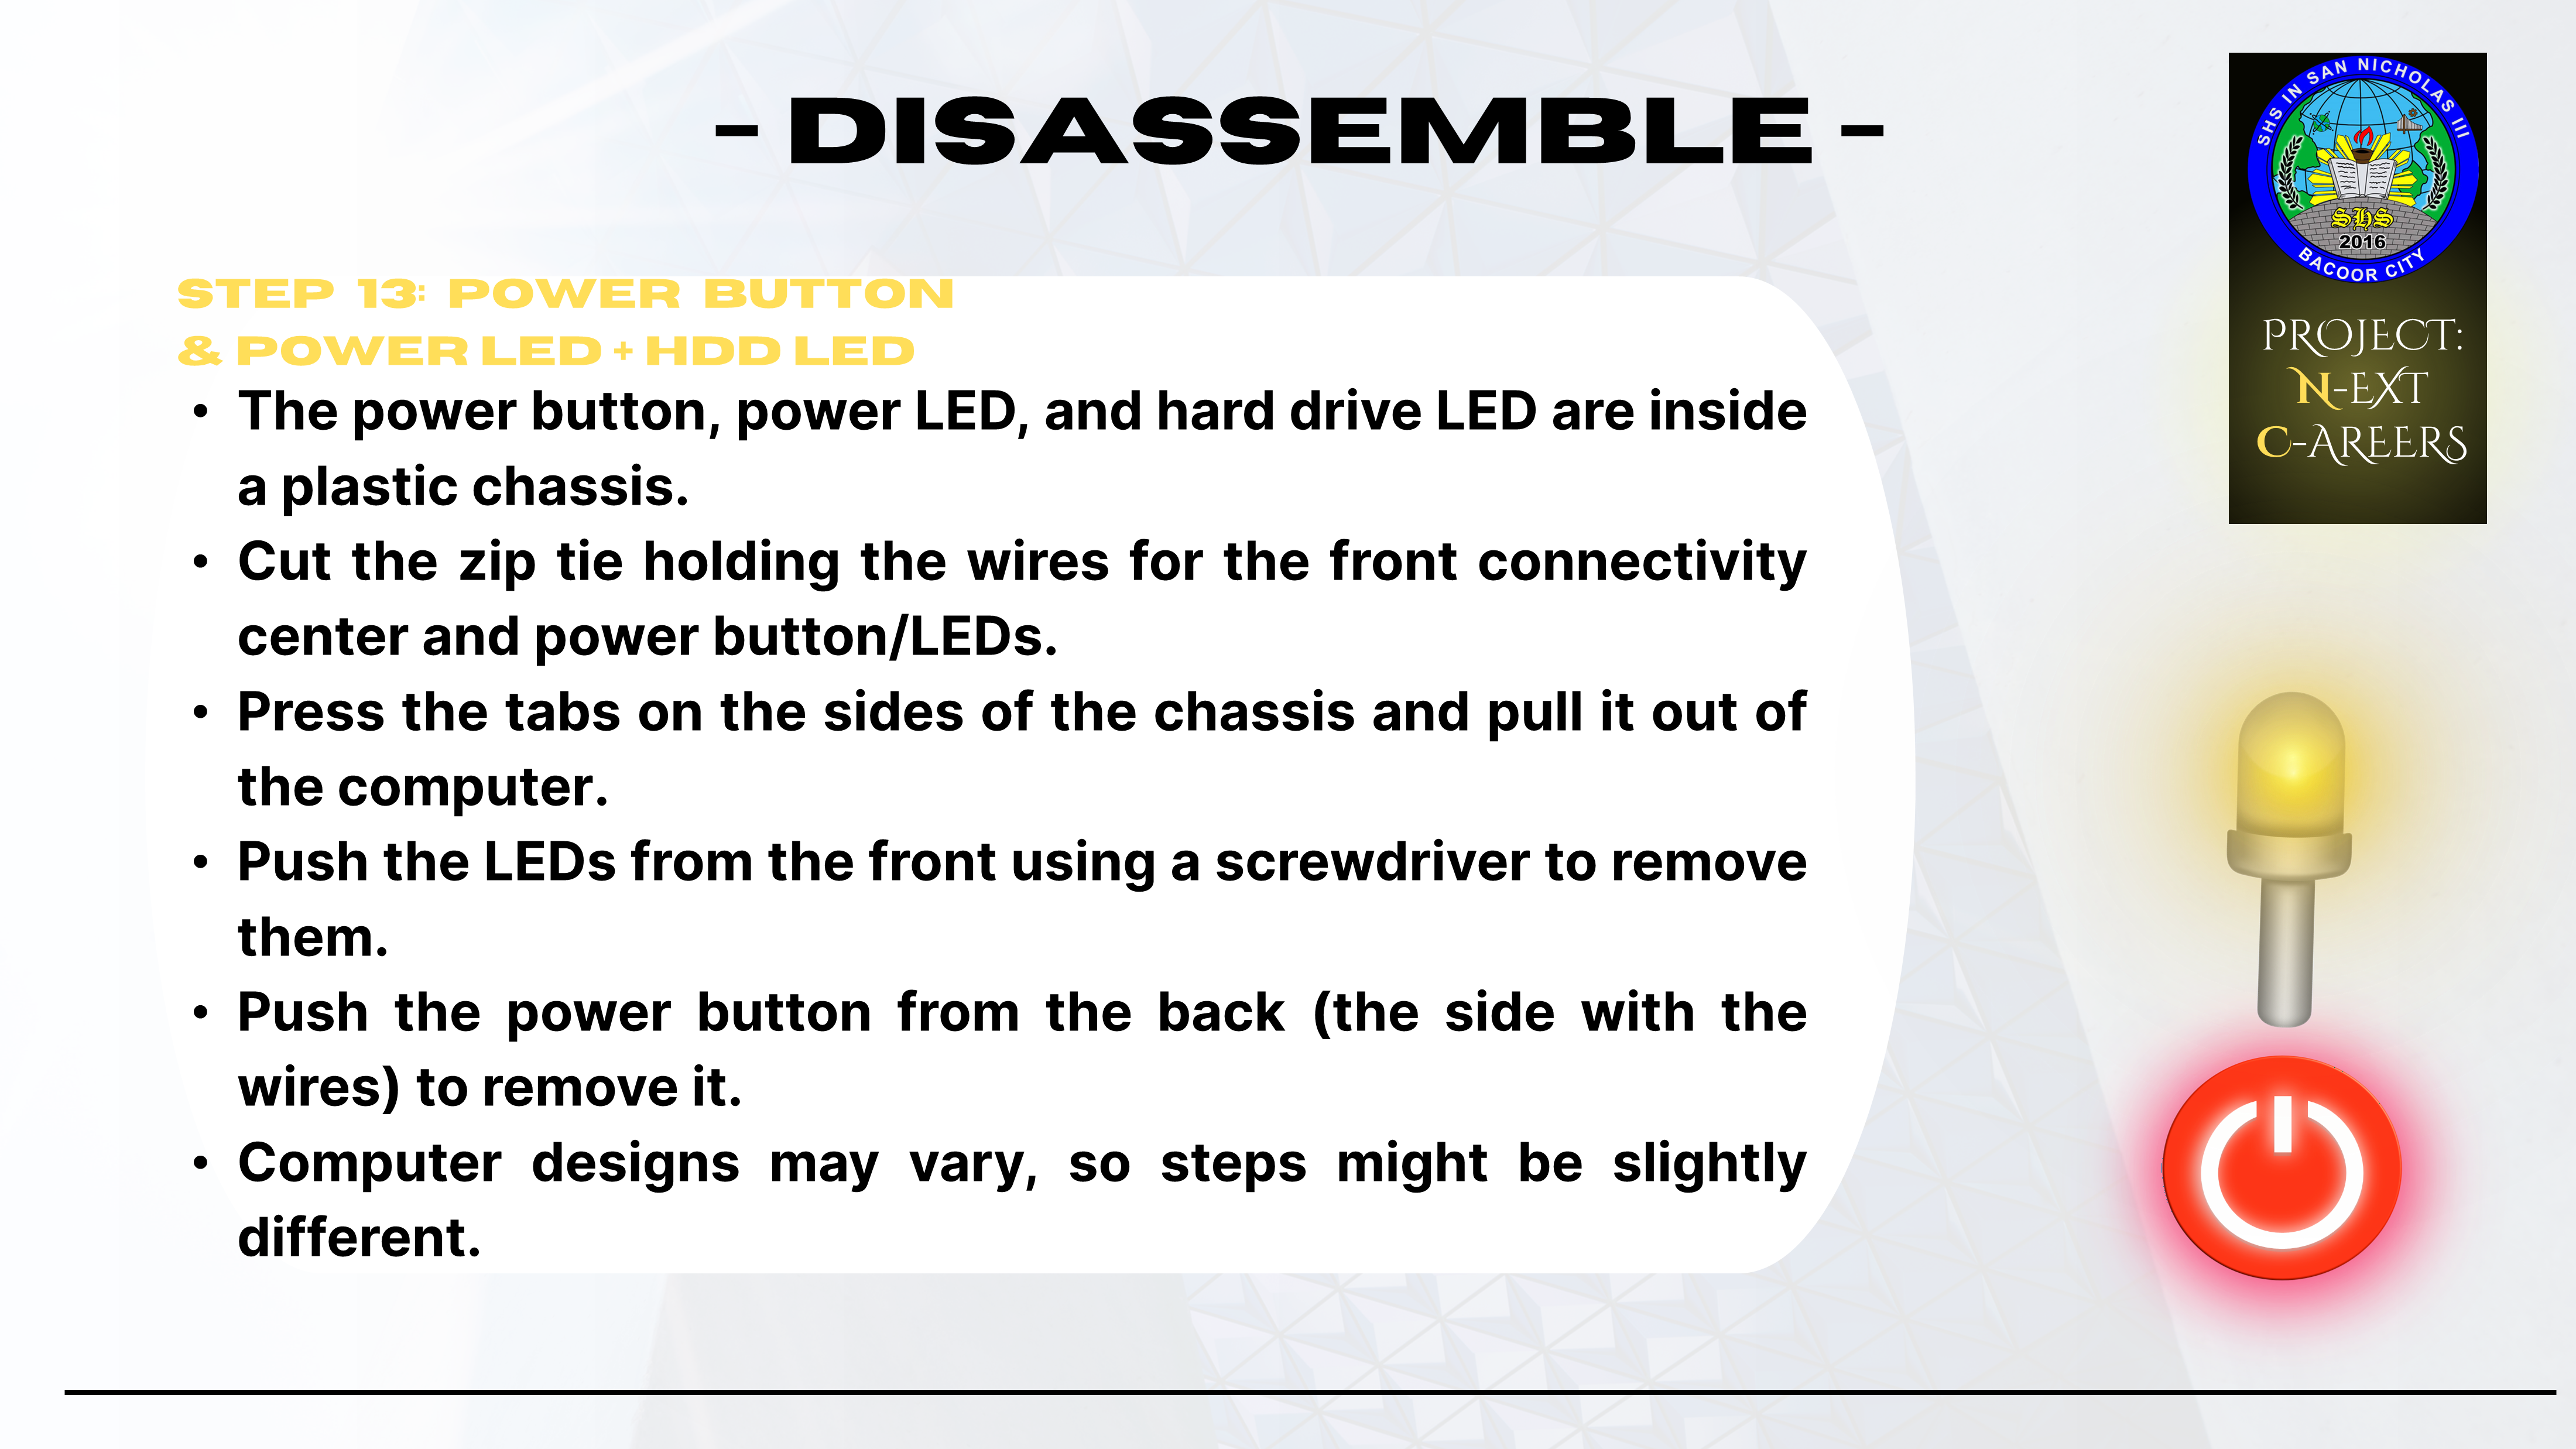 - DISASSEMBLE -
SHS IN SAN NICHOLAS III
SHS
2016
BACOOR CITY
PROJECT:
N-EXT
C-AREERS
STEP 13: POWER BUTTON
& POWER LED + HDD LED
• The power button, power LED, and hard drive LED are inside
a plastic chassis.
• Cut the zip tie holding the wires for the front connectivity
center and power button/LEDs.
• Press the tabs on the sides of the chassis and pull it out of
the computer.
• Push the LEDs from the front using a screwdriver to remove
them.
• Push the power button from the back (the side with the
wires) to remove it.
• Computer designs may vary, so steps might be slightly
different.